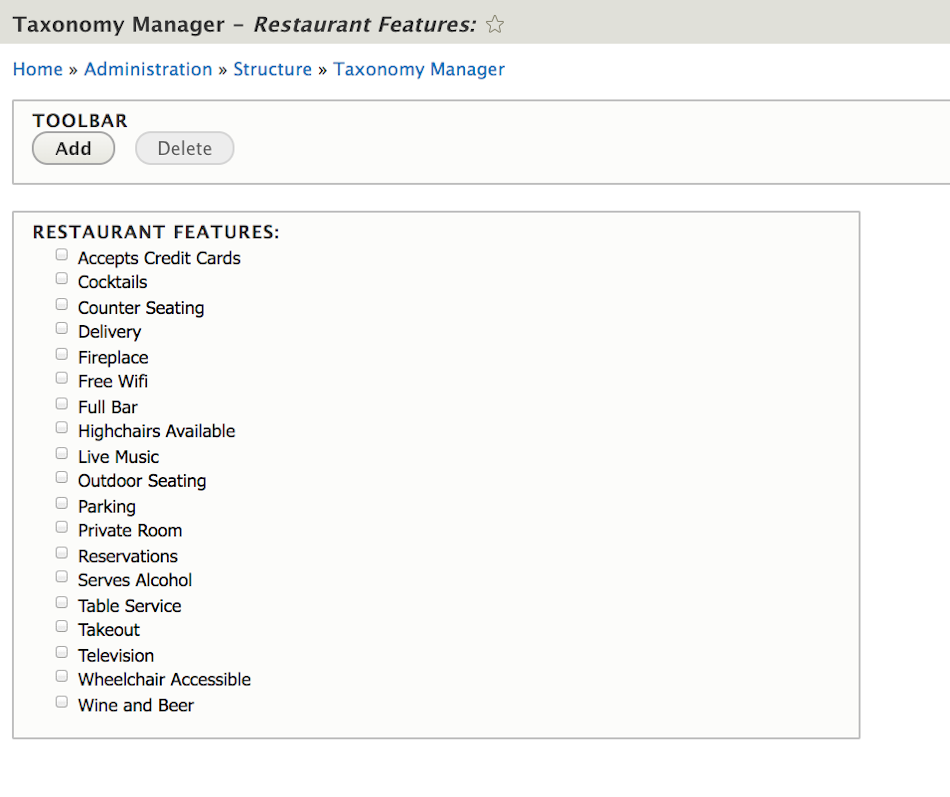 Taxonomy Manager – Restaurant Features:
Home » Administration » Structure » Taxonomy Manager
TOOLBAR
Add Delete
RESTAURANT FEATURES:
Accepts Credit Cards
Cocktails
Counter Seating
Delivery
Fireplace
Free Wifi
Full Bar
Highchairs Available
Live Music
Outdoor Seating
Parking
Private Room
Reservations
Serves Alcohol
Table Service
Takeout
Television
Wheelchair Accessible
Wine and Beer